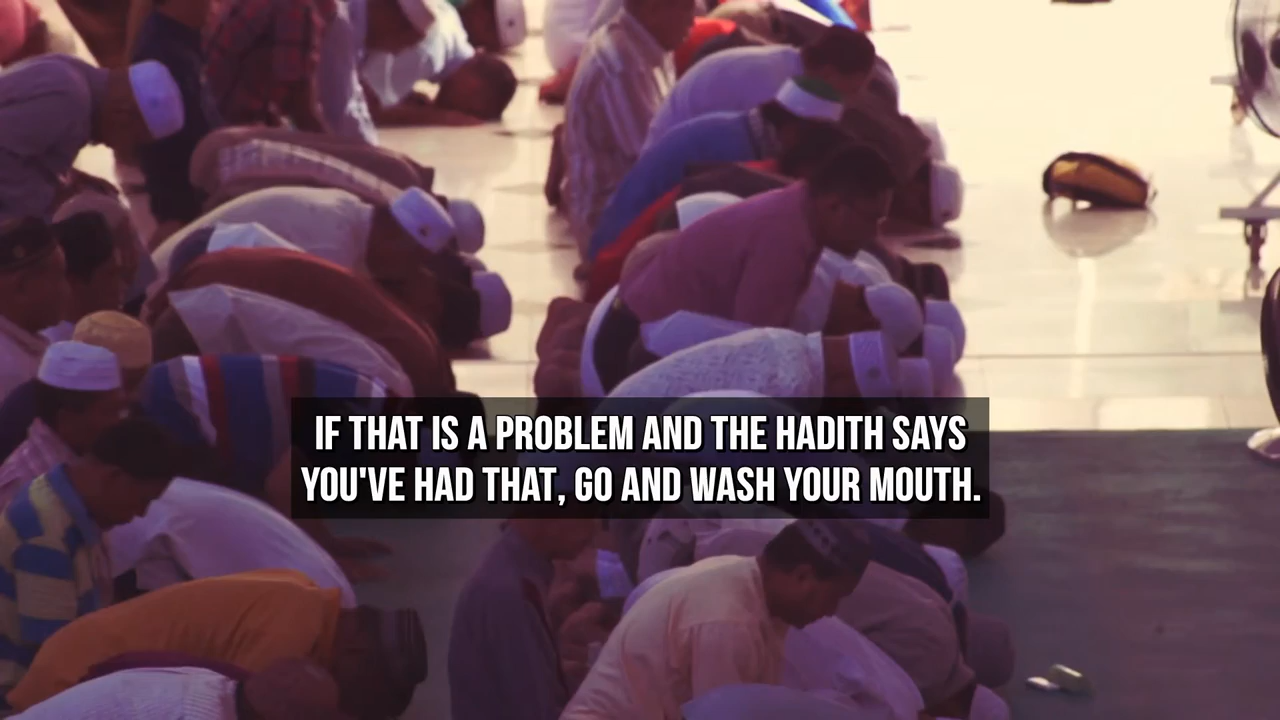 IF THAT IS A PROBLEM AND THE HADITH SAYS
YOU'VE HAD THAT, GO AND WASH YOUR MOUTH.